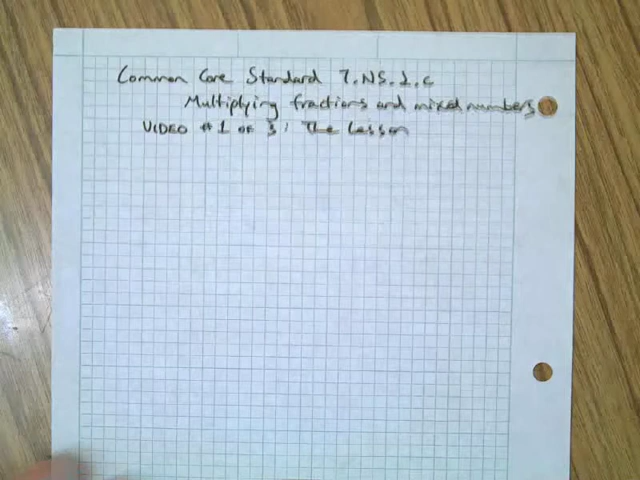 Common Core Standard 7.NS.2.c
Multiplying fractions and mixed numbers
VIDEO #1 OF 3: The Lesson